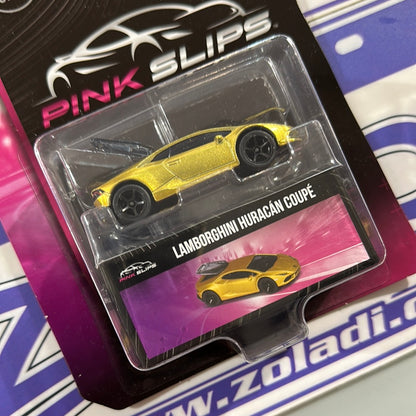 PINK SLIPS
LAMBORGHINI HURACÁN COUPÉ
PINK SLIPS
www.zoladi.c